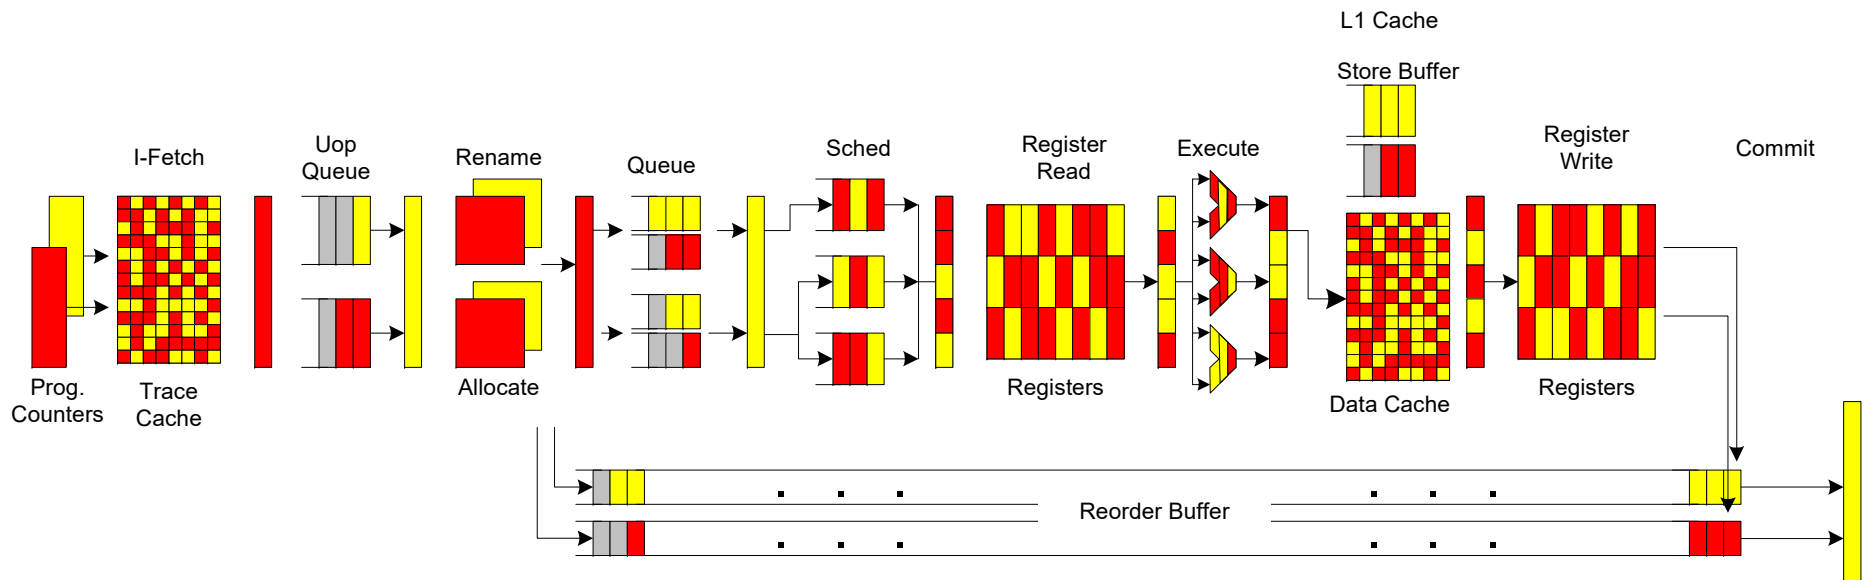 L1 Cache
Store Buffer
I-Fetch
Uop
Queue
Rename
Queue
Sched
Register
Read
Execute
Register
Write
Commit
Prog.
Counters
Trace
Cache
Allocate
Registers
Data Cache
Registers
Reorder Buffer